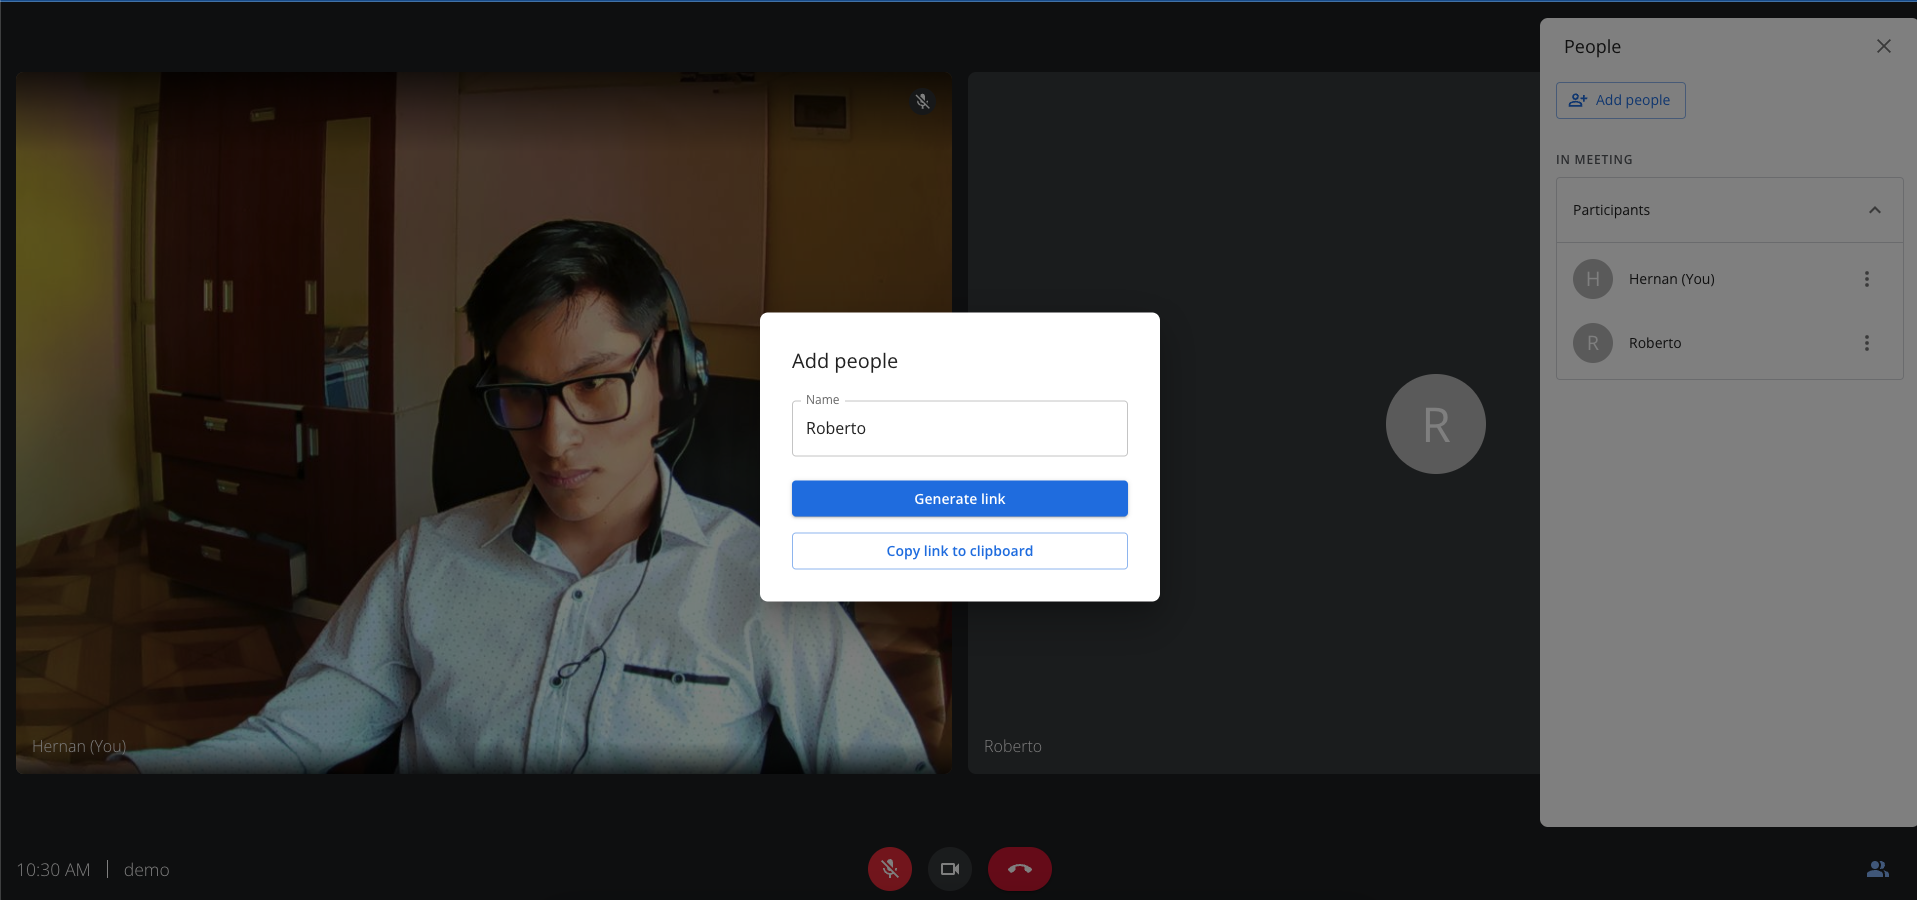 People
Add people
IN MEETING
Participants
H
Hernan (You)
R
Roberto
Add people
Name
Roberto
Generate link
Copy link to clipboard
R
Hernan (You)
Roberto
10:30 AM
demo